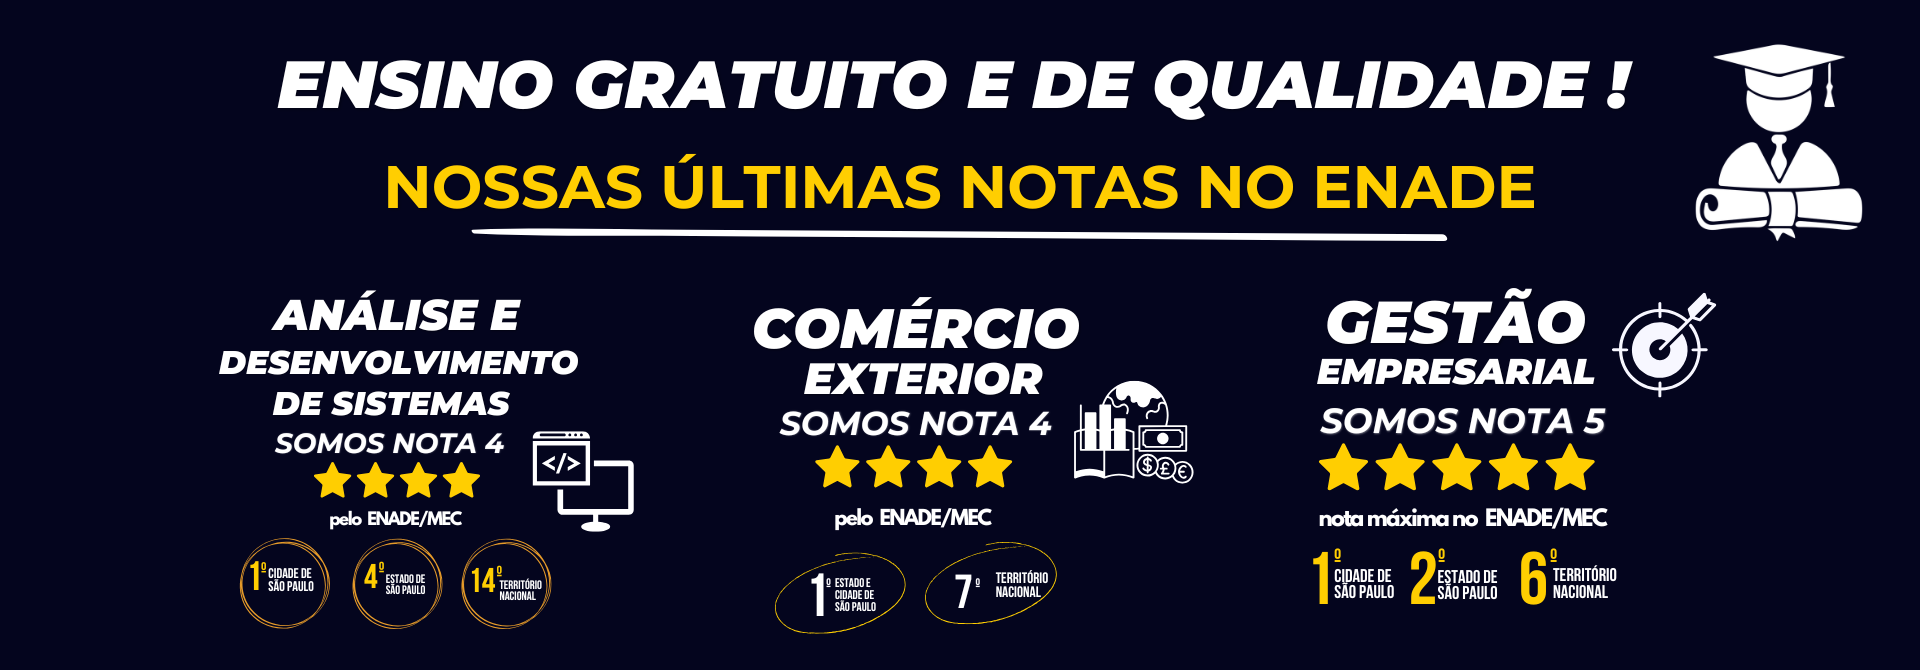 ENSINO GRATUITO E DE QUALIDADE !
NOSSAS ÚLTIMAS NOTAS NO ENADE
ANÁLISE E
DESENVOLVIMENTO
DE SISTEMAS
SOMOS NOTA 4
</>
pelo ENADE/MEC
1º CIDADE DE
SÃO PAULO
4º ESTADO DE
SÃO PAULO
14º TERRITÓRIO
NACIONAL
COMÉRCIO
EXTERIOR
SOMOS NOTA 4
$ £ €
pelo ENADE/MEC
1º ESTADO E
CIDADE DE
SÃO PAULO
7º TERRITÓRIO
NACIONAL
GESTÃO
EMPRESARIAL
SOMOS NOTA 5
nota máxima no ENADE/MEC
1º CIDADE DE
SÃO PAULO
2º ESTADO DE
SÃO PAULO
6º TERRITÓRIO
NACIONAL